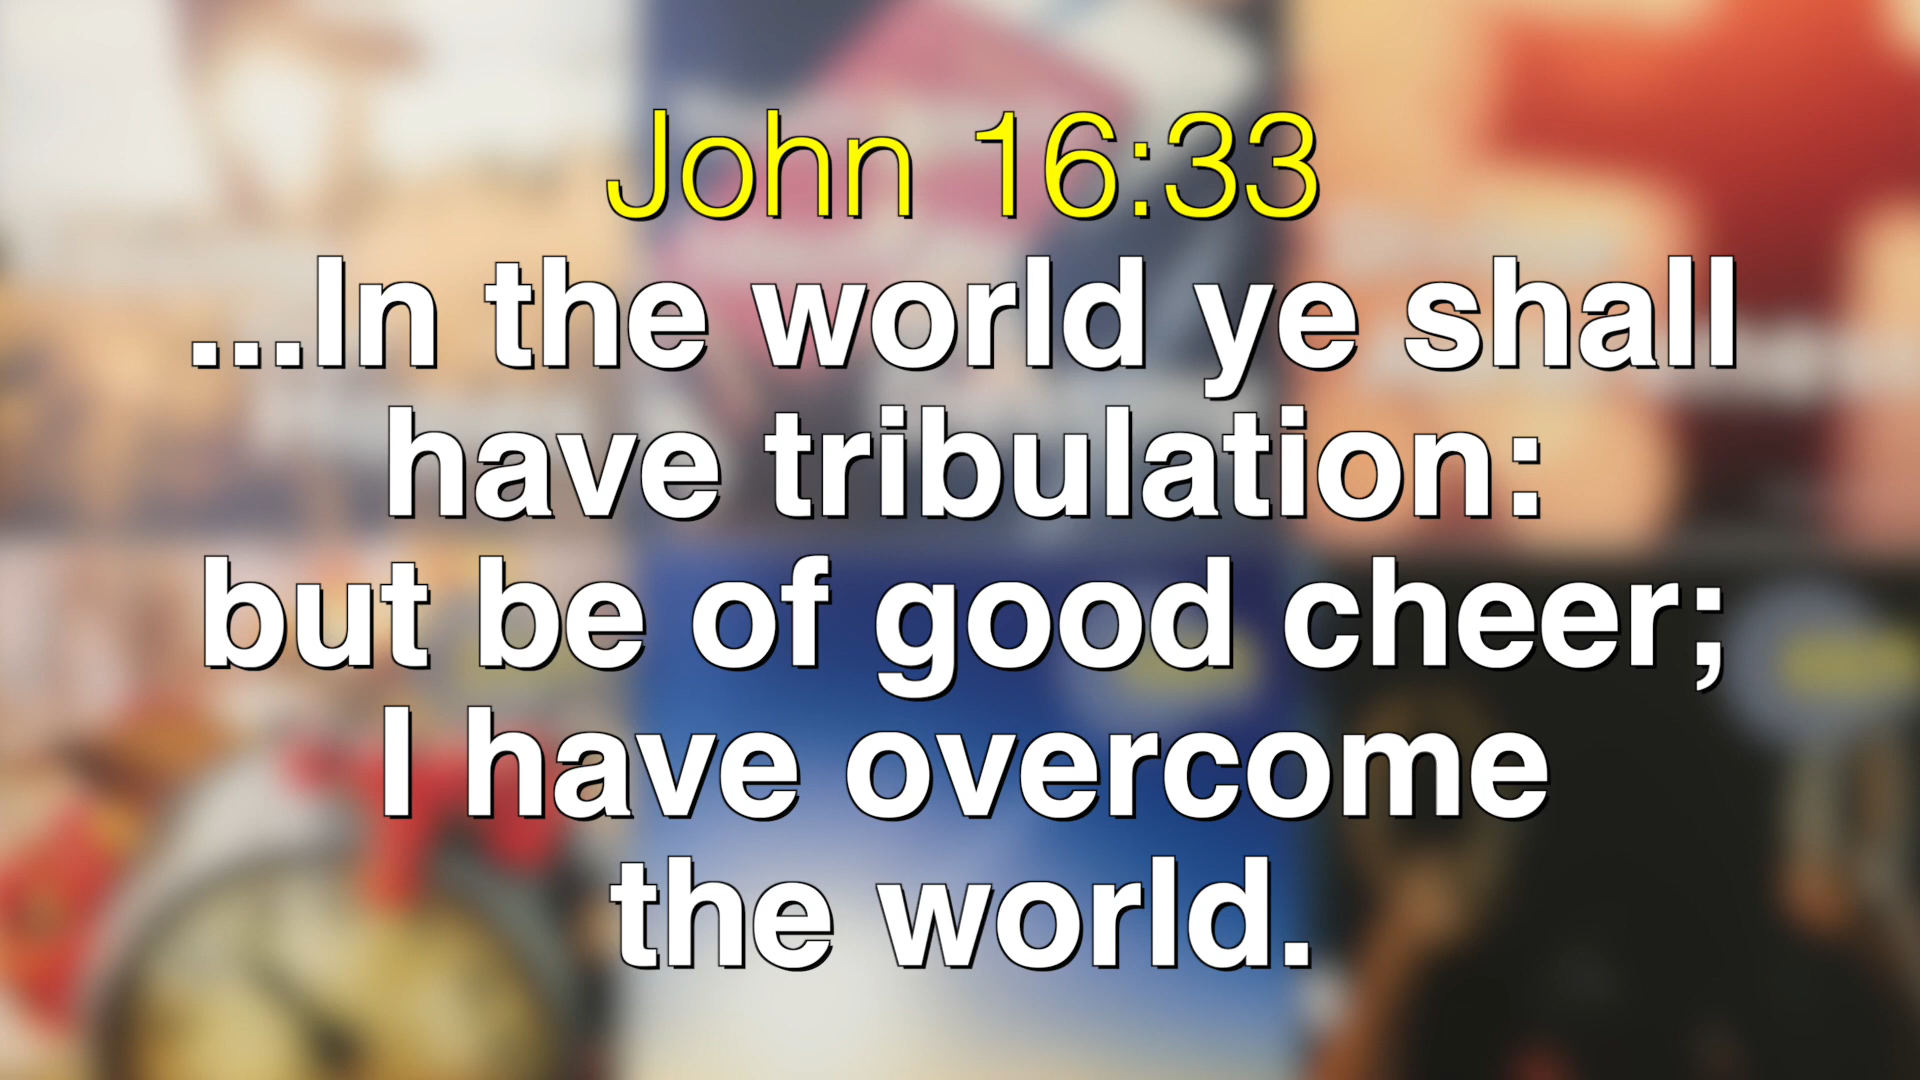 John 16:33
...In the world ye shall
have tribulation:
but be of good cheer;
I have overcome
the world.